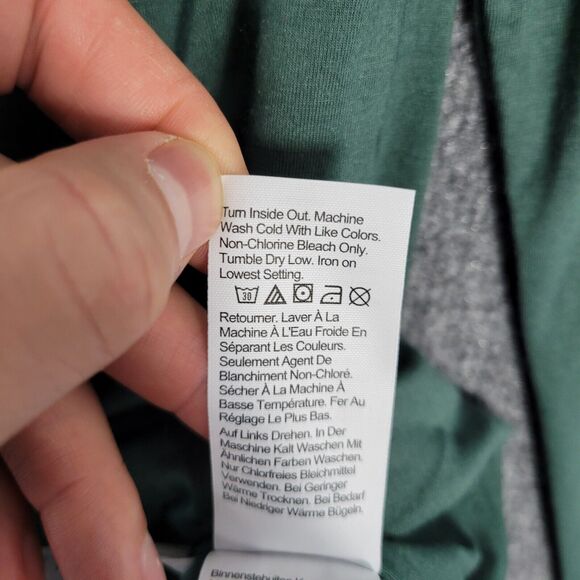 Turn Inside Out. Machine
Wash Cold With Like Colors.
Non-Chlorine Bleach Only.
Tumble Dry Low. Iron on
Lowest Setting.
30
Retourner. Laver À La
Machine À L'Eau Froide En
Séparant Les Couleurs.
Seulement Agent De
Blanchiment Non-Chloré.
Sécher À La Machine À
Basse Température. Fer Au
Réglage Le Plus Bas.
Auf Links Drehen. In Der
Maschine Kalt Waschen Mit
Ähnlichen Farben Waschen.
Nur Chlorfreies Bleichmittel
Verwenden. Bei Geringer
Wärme Trocknen. Bei Bedarf
Bei Niedriger Wärme Bügeln.